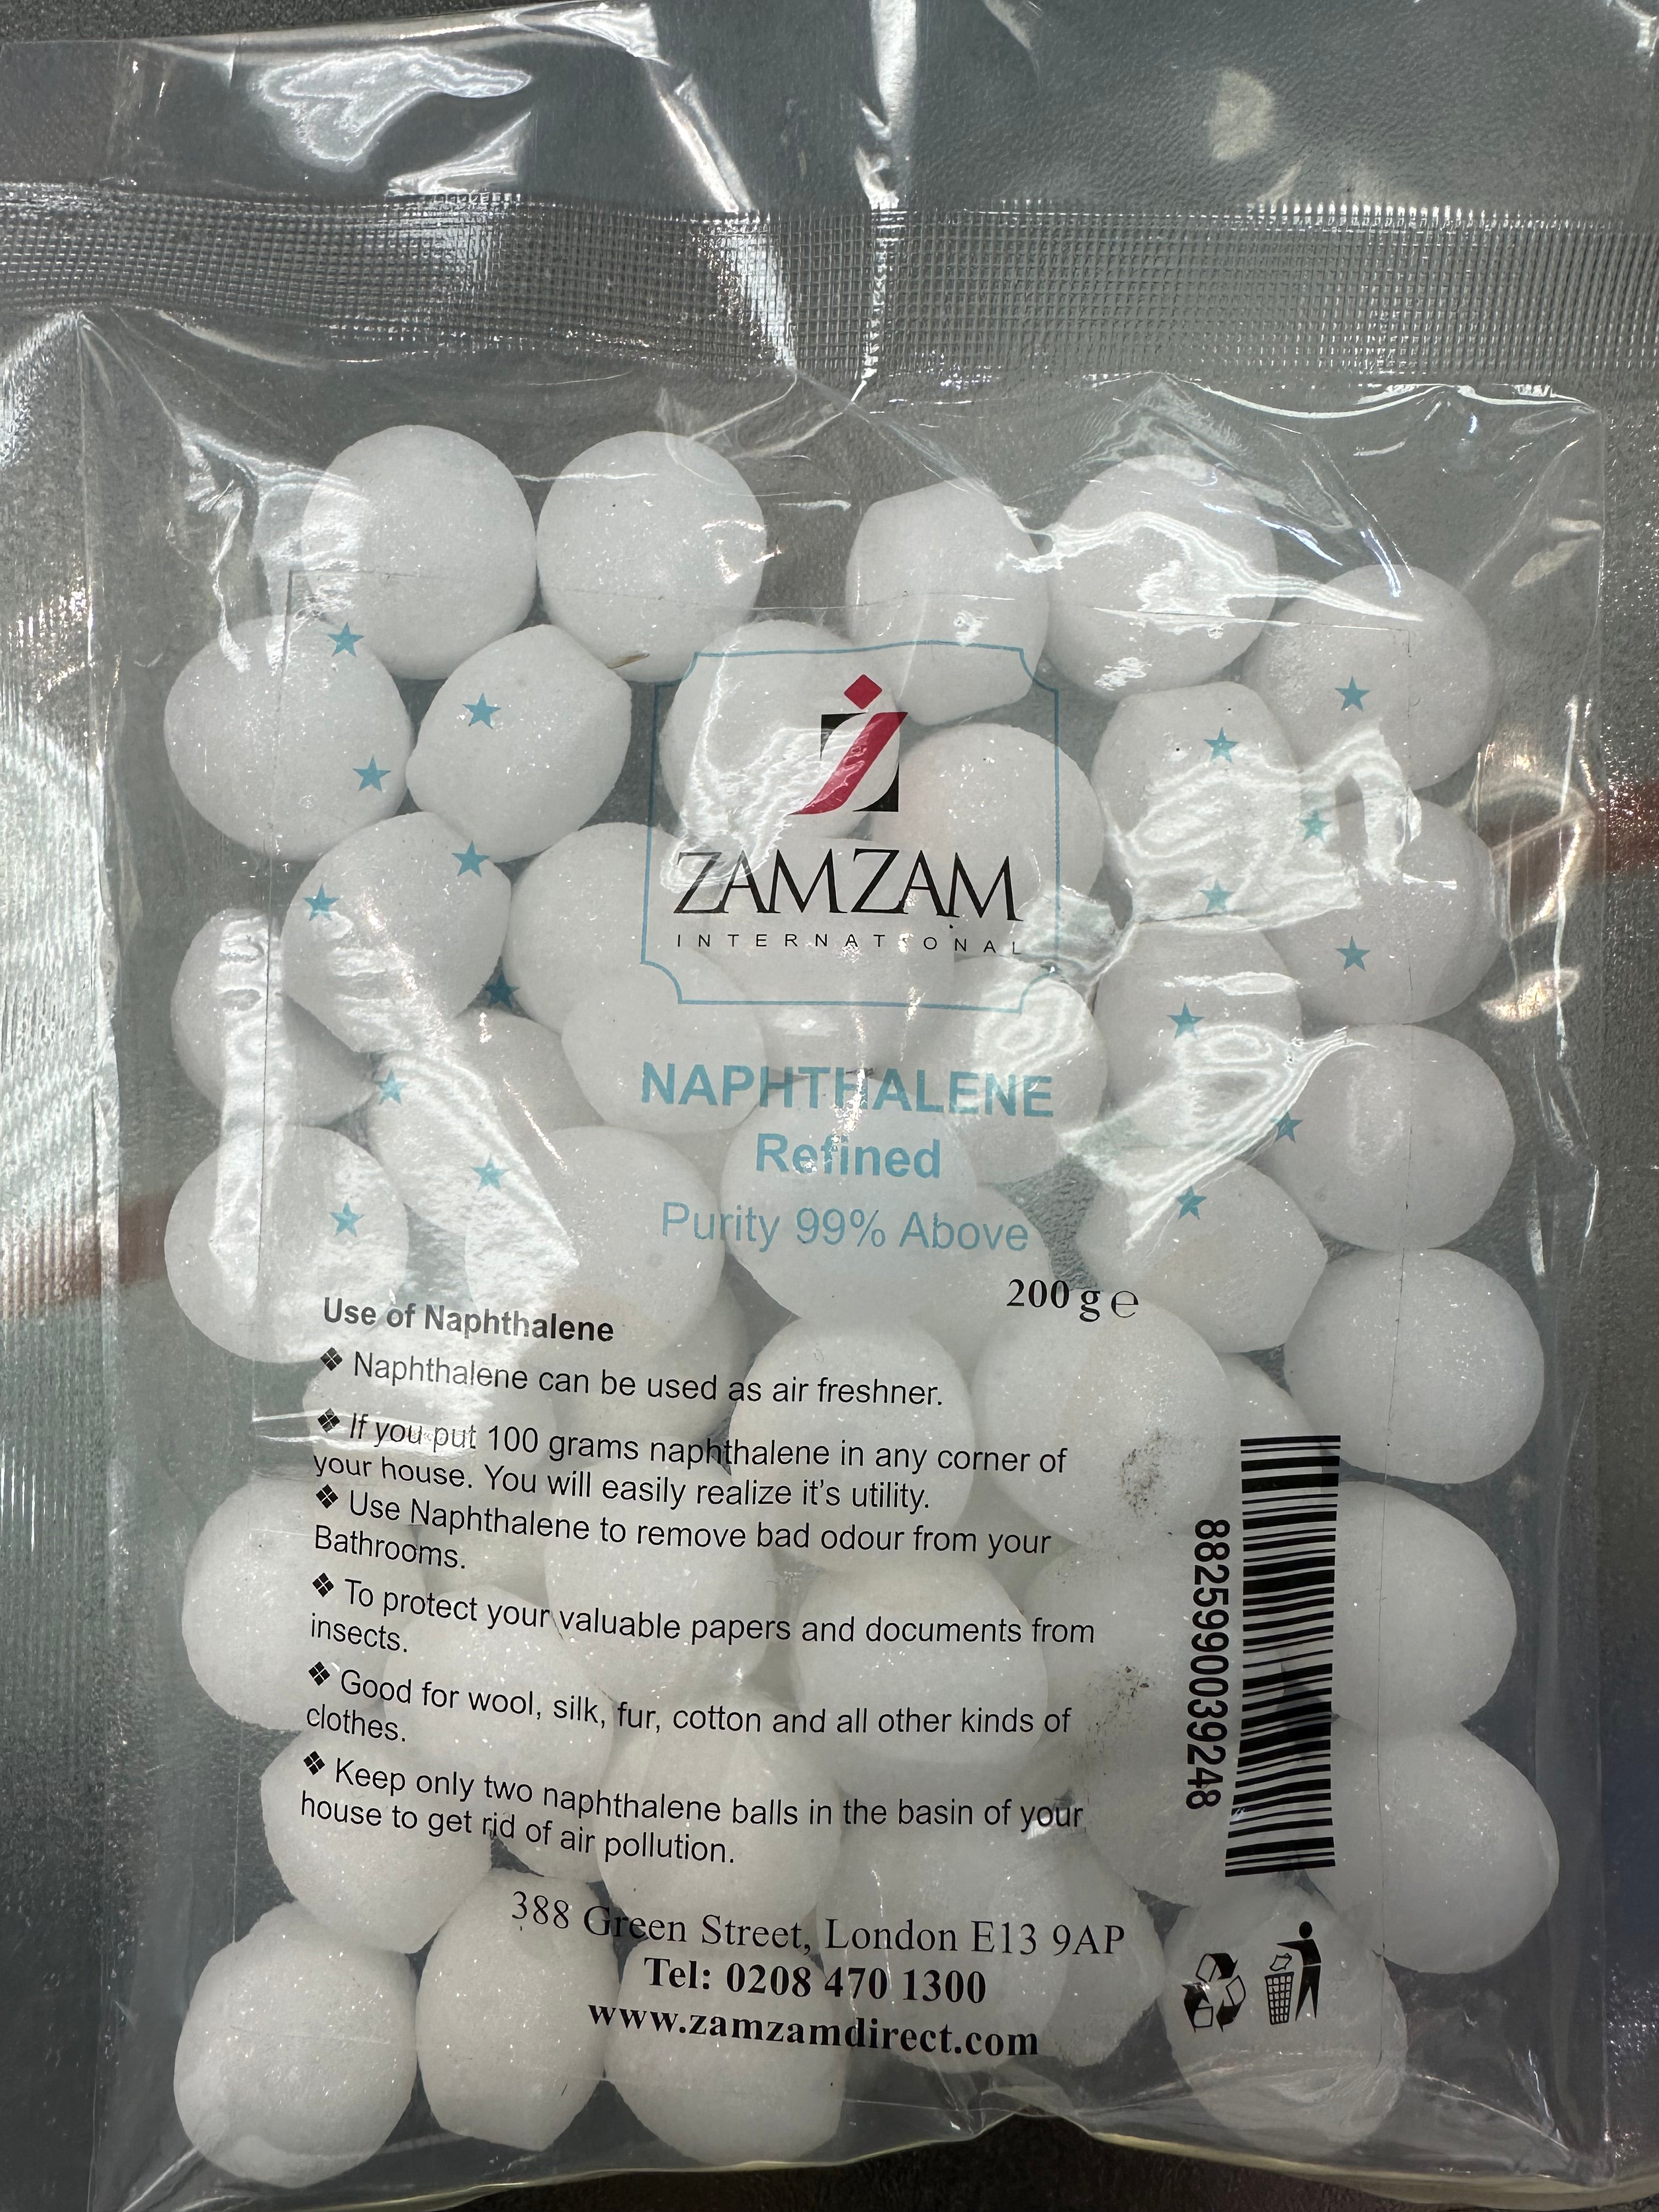 ZAMZAM
INTERNATIONAL
NAPHTHALENE
Refined
Purity 99% Above
200 g ℮
Use of Naphthalene
❖ Naphthalene can be used as air freshner.
❖ If you put 100 grams naphthalene in any corner of
your house. You will easily realize it's utility.
❖ Use Naphthalene to remove bad odour from your
Bathrooms.
❖ To protect your valuable papers and documents from
insects.
❖ Good for wool, silk, fur, cotton and all other kinds of
clothes.
❖ Keep only two naphthalene balls in the basin of your
house to get rid of air pollution.
8825990039248
388 Green Street, London E13 9AP
Tel: 0208 470 1300
www.zamzamdirect.com